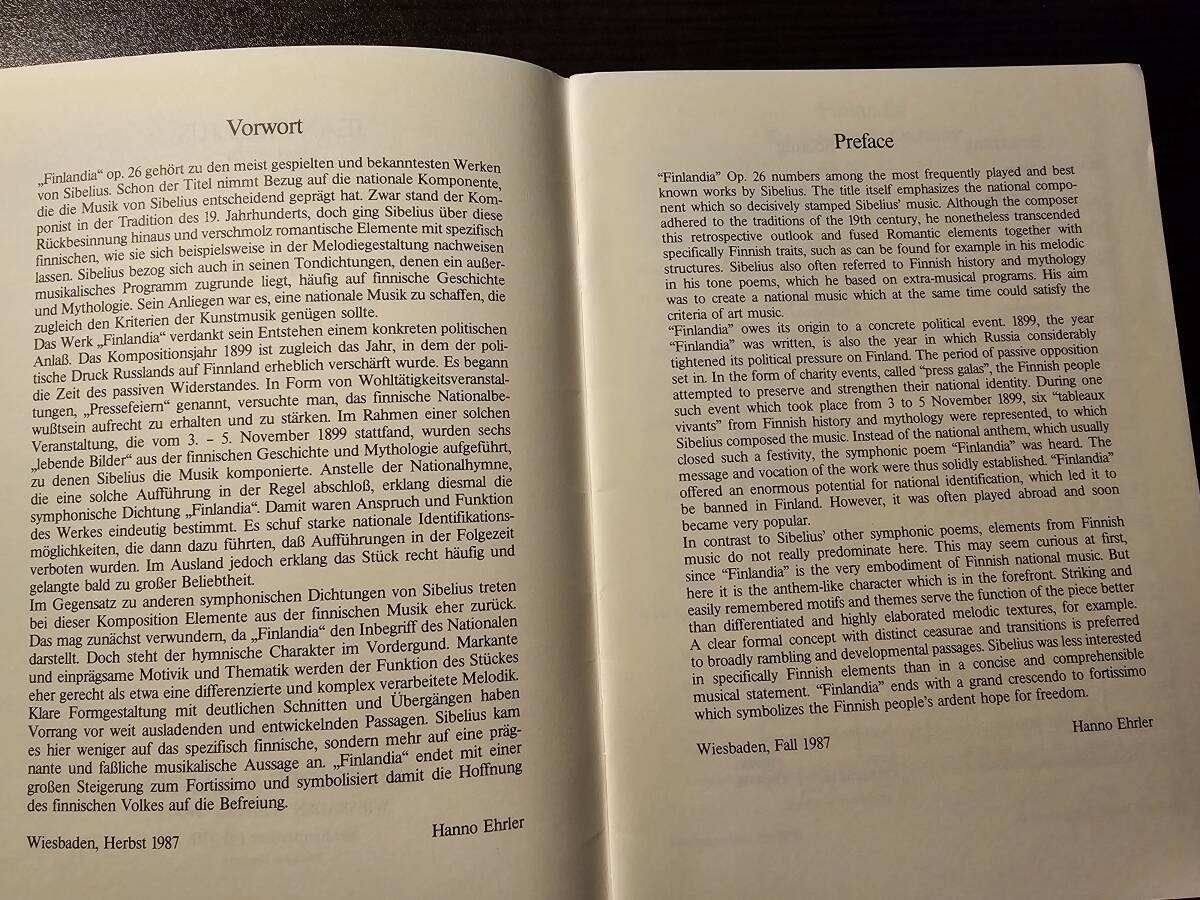 Vorwort
„Finlandia“ op. 26 gehört zu den meist gespielten und bekanntesten Werken
von Sibelius. Schon der Titel nimmt Bezug auf die nationale Komponente,
die die Musik von Sibelius entscheidend geprägt hat. Zwar stand der Kom-
ponist in der Tradition des 19. Jahrhunderts, doch ging Sibelius über diese
Rückbesinnung hinaus und verschmolz romantische Elemente mit spezifisch
finnischen, wie sie sich beispielsweise in der Melodiegestaltung nachweisen
lassen. Sibelius bezog sich auch in seinen Tondichtungen, denen ein außer-
musikalisches Programm zugrunde liegt, häufig auf finnische Geschichte
und Mythologie. Sein Anliegen war es, eine nationale Musik zu schaffen, die
zugleich den Kriterien der Kunstmusik genügen sollte.
Das Werk „Finlandia“ verdankt sein Entstehen einem konkreten politischen
Anlaß. Das Kompositionsjahr 1899 ist zugleich das Jahr, in dem der poli-
tische Druck Russlands auf Finnland erheblich verschärft wurde. Es begann
die Zeit des passiven Widerstandes. In Form von Wohltätigkeitsveranstal-
tungen, „Pressefeiern“ genannt, versuchte man, das finnische Nationalbe-
wußtsein aufrecht zu erhalten und zu stärken. Im Rahmen einer solchen
Veranstaltung, die vom 3. – 5. November 1899 stattfand, wurden sechs
„lebende Bilder“ aus der finnischen Geschichte und Mythologie aufgeführt,
zu denen Sibelius die Musik komponierte. Anstelle der Nationalhymne,
die eine solche Aufführung in der Regel abschloß, erklang diesmal die
symphonische Dichtung „Finlandia“. Damit waren Anspruch und Funktion
des Werkes eindeutig bestimmt. Es schuf starke nationale Identifikations-
möglichkeiten, die dann dazu führten, daß Aufführungen in der Folgezeit
verboten wurden. Im Ausland jedoch erklang das Stück recht häufig und
gelangte bald zu großer Beliebtheit.
Im Gegensatz zu anderen symphonischen Dichtungen von Sibelius treten
bei dieser Komposition Elemente aus der finnischen Musik eher zurück.
Das mag zunächst verwundern, da „Finlandia“ den Inbegriff des Nationalen
darstellt. Doch steht der hymnische Charakter im Vordergund. Markante
und einprägsame Motivik und Thematik werden der Funktion des Stückes
eher gerecht als etwa eine differenzierte und komplex verarbeitete Melodik.
Klare Formgestaltung mit deutlichen Schnitten und Übergängen haben
Vorrang vor weit ausladenden und entwickelnden Passagen. Sibelius kam
es hier weniger auf das spezifisch finnische, sondern mehr auf eine präg-
nante und faßliche musikalische Aussage an. „Finlandia“ endet mit einer
großen Steigerung zum Fortissimo und symbolisiert damit die Hoffnung
des finnischen Volkes auf die Befreiung.
Wiesbaden, Herbst 1987
Hanno Ehrler
Preface
“Finlandia” Op. 26 numbers among the most frequently played and best
known works by Sibelius. The title itself emphasizes the national compo-
nent which so decisively stamped Sibelius’ music. Although the composer
adhered to the traditions of the 19th century, he nonetheless transcended
this retrospective outlook and fused Romantic elements together with
specifically Finnish traits, such as can be found for example in his melodic
structures. Sibelius also often referred to Finnish history and mythology
in his tone poems, which he based on extra-musical programs. His aim
was to create a national music which at the same time could satisfy the
criteria of art music.
“Finlandia” owes its origin to a concrete political event. 1899, the year
“Finlandia” was written, is also the year in which Russia considerably
tightened its political pressure on Finland. The period of passive opposition
set in. In the form of charity events, called “press galas”, the Finnish people
attempted to preserve and strengthen their national identity. During one
such event which took place from 3 to 5 November 1899, six “tableaux
vivants” from Finnish history and mythology were represented, to which
Sibelius composed the music. Instead of the national anthem, which usually
closed such a festivity, the symphonic poem “Finlandia” was heard. The
message and vocation of the work were thus solidly established. “Finlandia”
offered an enormous potential for national identification, which led it to
be banned in Finland. However, it was often played abroad and soon
became very popular.
In contrast to Sibelius’ other symphonic poems, elements from Finnish
music do not really predominate here. This may seem curious at first,
since “Finlandia” is the very embodiment of Finnish national music. But
here it is the anthem-like character which is in the forefront. Striking and
easily remembered motifs and themes serve the function of the piece better
than differentiated and highly elaborated melodic textures, for example.
A clear formal concept with distinct ceasurae and transitions is preferred
to broadly rambling and developmental passages. Sibelius was less interested
in specifically Finnish elements than in a concise and comprehensible
musical statement. “Finlandia” ends with a grand crescendo to fortissimo
which symbolizes the Finnish people’s ardent hope for freedom.
Wiesbaden, Fall 1987
Hanno Ehrler